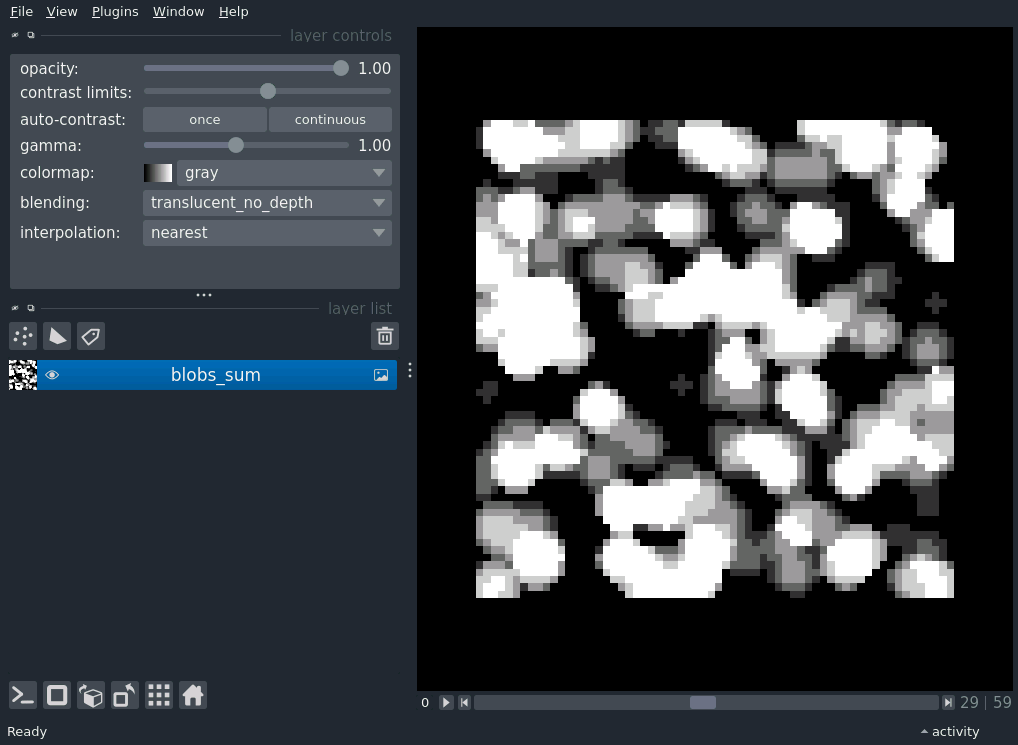 File View Plugins Window Help
layer controls
opacity: 1.00
contrast limits:
auto-contrast: once continuous
gamma: 1.00
colormap: gray
blending: translucent_no_depth
interpolation: nearest
layer list
blobs_sum
0 29 | 59
Ready activity